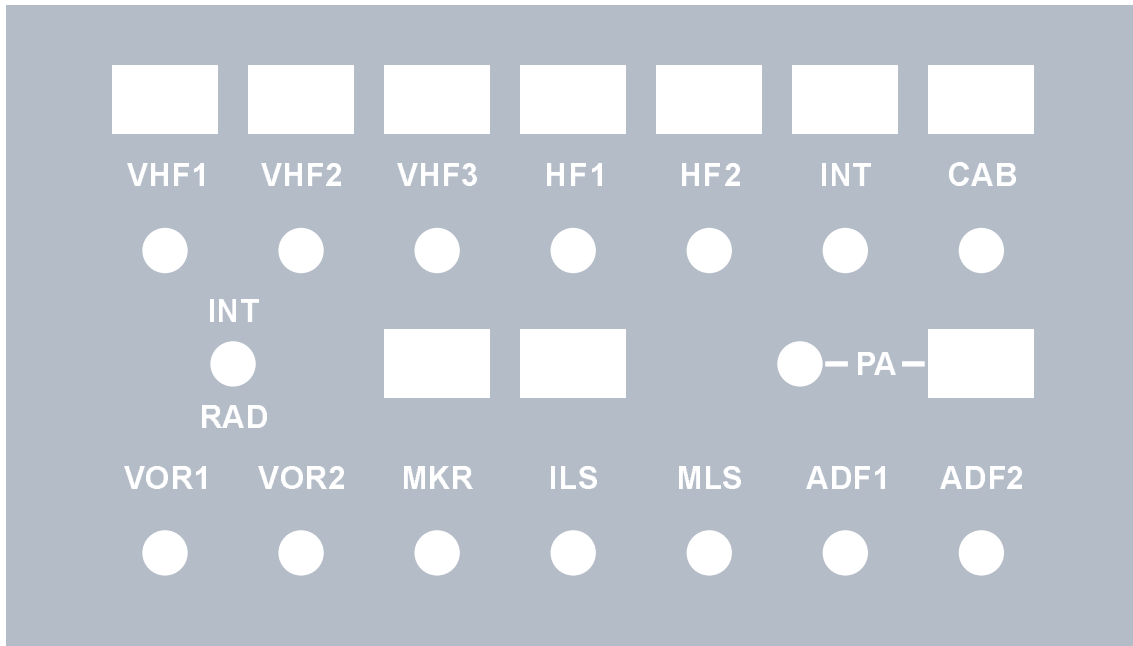 VHF1 VHF2 VHF3 HF1 HF2 INT CAB
INT
PA
RAD
VOR1 VOR2 MKR ILS MLS ADF1 ADF2